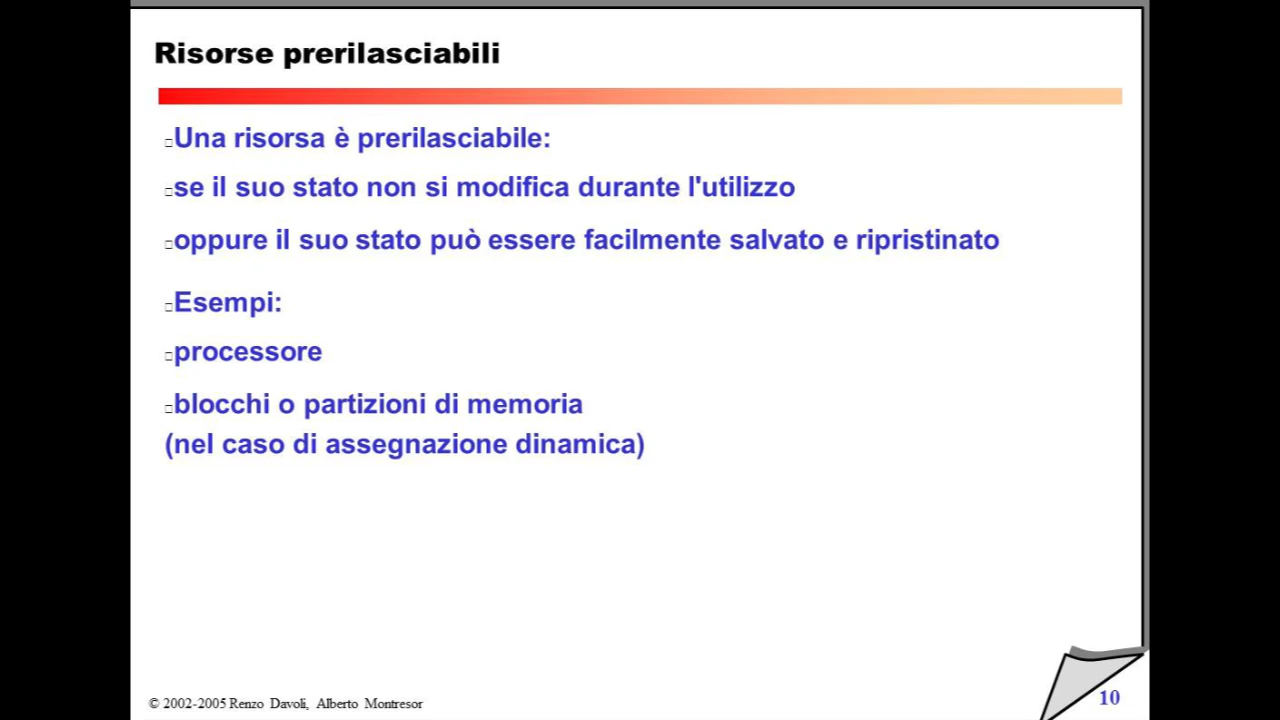 Risorse prerilasciabili
Una risorsa è prerilasciabile:
se il suo stato non si modifica durante l'utilizzo
oppure il suo stato può essere facilmente salvato e ripristinato
Esempi:
processore
blocchi o partizioni di memoria
(nel caso di assegnazione dinamica)
© 2002-2005 Renzo Davoli, Alberto Montresor
10